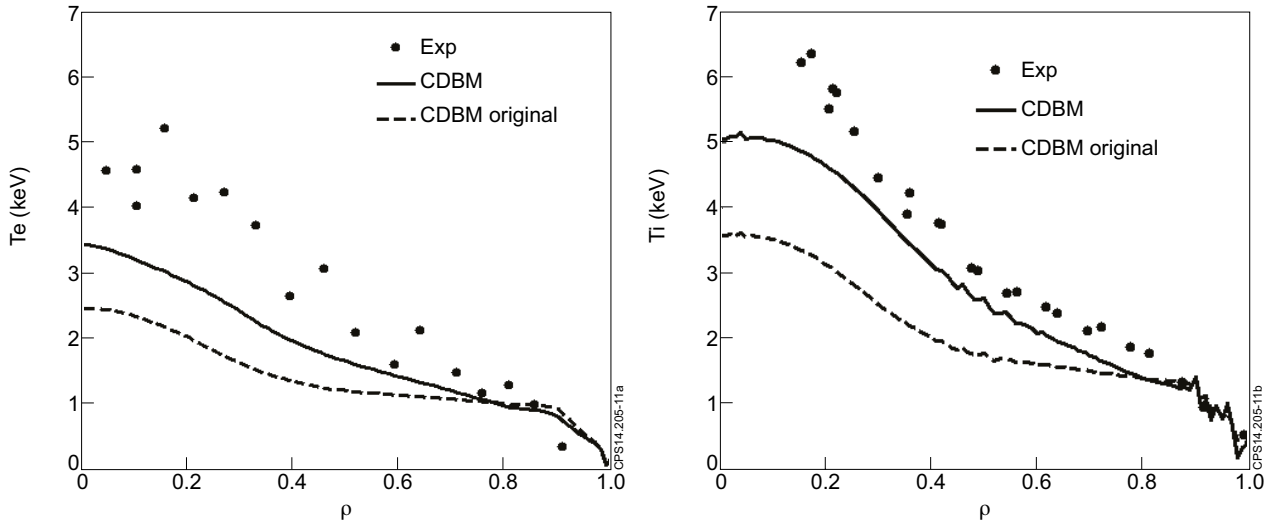 7
6
5
4
3
2
1
0
Te (keV)
Exp
CDBM
CDBM original
0
0.2
0.4
0.6
0.8
1.0
ρ
CPS14.205-11a
7
6
5
4
3
2
1
0
Ti (keV)
Exp
CDBM
CDBM original
0
0.2
0.4
0.6
0.8
1.0
ρ
CPS14.205-11b